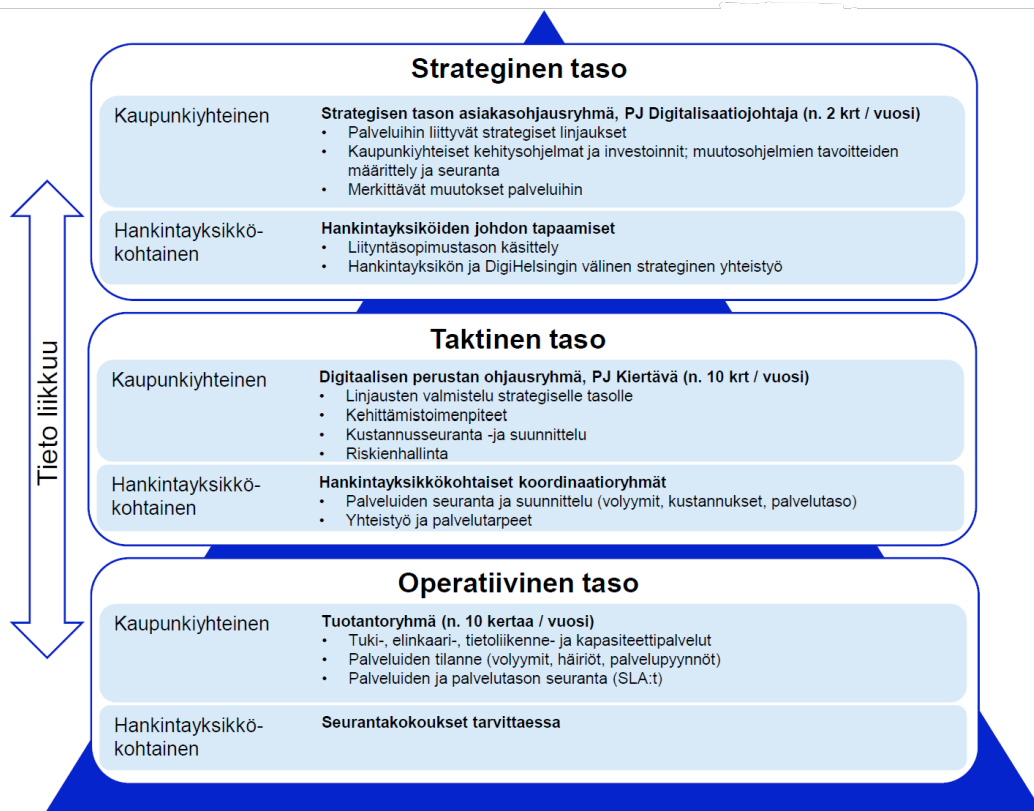 Strateginen taso
Kaupunkiyhteinen
Strategisen tason asiakasohjausryhmä, PJ Digitalisaatiojohtaja (n. 2 krt / vuosi)
• Palveluihin liittyvät strategiset linjaukset
• Kaupunkiyhteiset kehitysohjelmat ja investoinnit; muutosohjelmien tavoitteiden
määrittely ja seuranta
• Merkittävät muutokset palveluihin
Hankintayksikkö-
kohtainen
Hankintayksiköiden johdon tapaamiset
• Liityntäsopimustason käsittely
• Hankintayksikön ja DigiHelsingin välinen strateginen yhteistyö
Tieto liikkuu
Taktinen taso
Kaupunkiyhteinen
Digitaalisen perustan ohjausryhmä, PJ Kiertävä (n. 10 krt / vuosi)
• Linjausten valmistelu strategiselle tasolle
• Kehittämistoimenpiteet
• Kustannusseuranta -ja suunnittelu
• Riskienhallinta
Hankintayksikkö-
kohtainen
Hankintayksikkökohtaiset koordinaatioryhmät
• Palveluiden seuranta ja suunnittelu (volyymit, kustannukset, palvelutaso)
• Yhteistyö ja palvelutarpeet
Operatiivinen taso
Kaupunkiyhteinen
Tuotantoryhmä (n. 10 kertaa / vuosi)
• Tuki-, elinkaari-, tietoliikenne- ja kapasiteettipalvelut
• Palveluiden tilanne (volyymit, häiriöt, palvelupyynnöt)
• Palveluiden ja palvelutason seuranta (SLA:t)
Hankintayksikkö-
kohtainen
Seurantakokoukset tarvittaessa